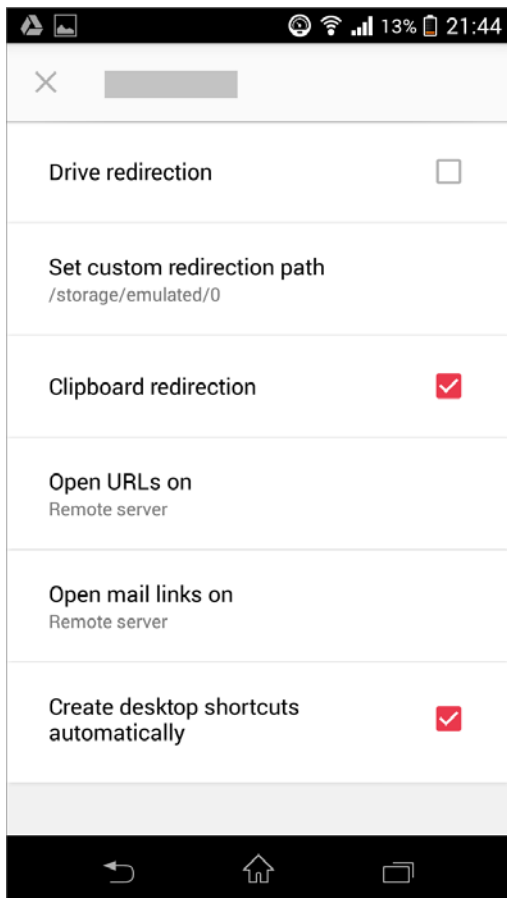 13% 21:44
Drive redirection
Set custom redirection path
/storage/emulated/0
Clipboard redirection
Open URLs on
Remote server
Open mail links on
Remote server
Create desktop shortcuts
automatically